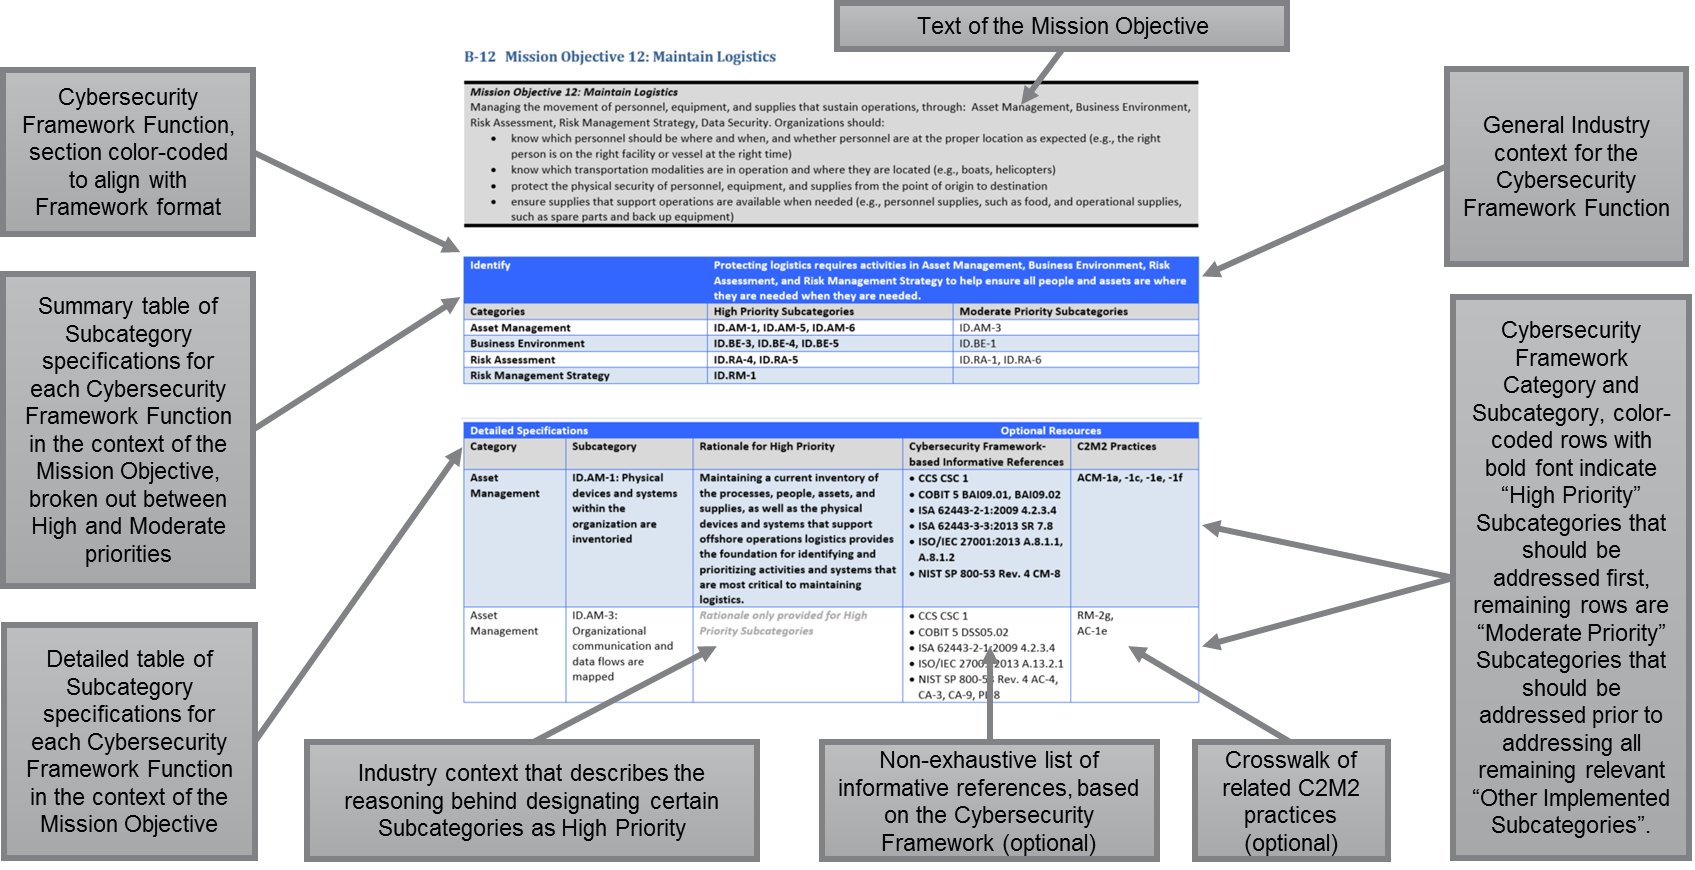 Text of the Mission Objective
B-12 Mission Objective 12: Maintain Logistics
Mission Objective 12: Maintain Logistics
Managing the movement of personnel, equipment, and supplies that sustain operations, through: Asset Management, Business Environment,
Risk Assessment, Risk Management Strategy, Data Security. Organizations should:
• know which personnel should be where and when, and whether personnel are at the proper location as expected (e.g., the right
person is on the right facility or vessel at the right time)
• know which transportation modalities are in operation and where they are located (e.g., boats, helicopters)
• protect the physical security of personnel, equipment, and supplies from the point of origin to destination
• ensure supplies that support operations are available when needed (e.g., personnel supplies, such as food, and operational supplies,
such as spare parts and back up equipment)
Cybersecurity
Framework Function,
section color-coded
to align with
Framework format
General Industry
context for the
Cybersecurity
Framework Function
Identify
Protecting logistics requires activities in Asset Management, Business Environment, Risk
Assessment, and Risk Management Strategy to help ensure all people and assets are where
they are needed when they are needed.
Categories High Priority Subcategories Moderate Priority Subcategories
Asset Management ID.AM-1, ID.AM-5, ID.AM-6 ID.AM-3
Business Environment ID.BE-3, ID.BE-4, ID.BE-5 ID.BE-1
Risk Assessment ID.RA-4, ID.RA-5 ID.RA-1, ID.RA-6
Risk Management Strategy ID.RM-1
Summary table of
Subcategory
specifications for
each Cybersecurity
Framework Function
in the context of the
Mission Objective,
broken out between
High and Moderate
priorities
Detailed Specifications Optional Resources
Category Subcategory Rationale for High Priority Cybersecurity Framework- C2M2 Practices
based Informative References
Asset
Management
ID.AM-1: Physical
devices and systems
within the
organization are
inventoried
Maintaining a current inventory of
the processes, people, assets, and
supplies, as well as the physical
devices and systems that support
offshore operations logistics provides
the foundation for identifying and
prioritizing activities and systems that
are most critical to maintaining
logistics.
• CCS CSC 1
• COBIT 5 BAI09.01, BAI09.02
• ISA 62443-2-1:2009 4.2.3.4
• ISA 62443-3-3:2013 SR 7.8
• ISO/IEC 27001:2013 A.8.1.1,
A.8.1.2
• NIST SP 800-53 Rev. 4 CM-8
ACM-1a, -1c, -1e, -1f
Asset
Management
ID.AM-3:
Organizational
communication and
data flows are
mapped
Rationale only provided for High
Priority Subcategories
• CCS CSC 1
• COBIT 5 DSS05.02
• ISA 62443-2-1:2009 4.2.3.4
• ISO/IEC 27001:2013 A.13.2.1
• NIST SP 800-53 Rev. 4 AC-4,
CA-3, CA-9, PL-8
RM-2g,
AC-1e
Cybersecurity
Framework
Category and
Subcategory, color-
coded rows with
bold font indicate
“High Priority”
Subcategories that
should be
addressed first,
remaining rows are
“Moderate Priority”
Subcategories that
should be
addressed prior to
addressing all
remaining relevant
“Other Implemented
Subcategories”.
Detailed table of
Subcategory
specifications for
each Cybersecurity
Framework Function
in the context of the
Mission Objective
Industry context that describes the
reasoning behind designating certain
Subcategories as High Priority
Non-exhaustive list of
informative references, based
on the Cybersecurity
Framework (optional)
Crosswalk of
related C2M2
practices
(optional)